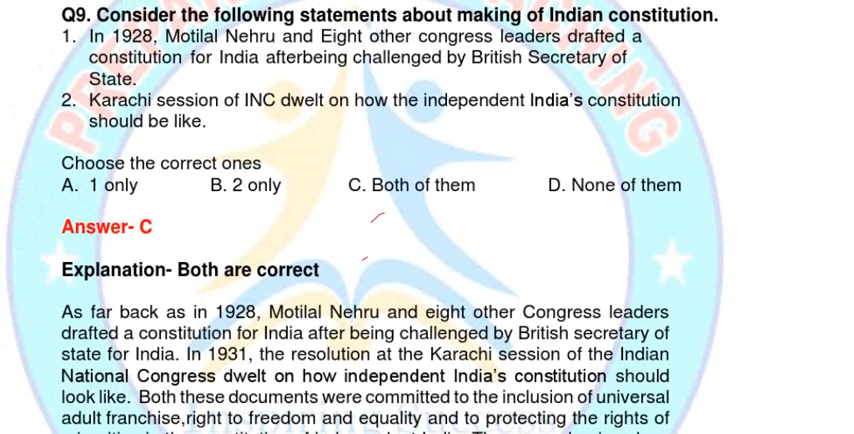 Q9. Consider the following statements about making of Indian constitution.
1. In 1928, Motilal Nehru and Eight other congress leaders drafted a
constitution for India afterbeing challenged by British Secretary of
State.
2. Karachi session of INC dwelt on how the independent India's constitution
should be like.
Choose the correct ones
A. 1 only B. 2 only C. Both of them D. None of them
Answer- C
Explanation- Both are correct
As far back as in 1928, Motilal Nehru and eight other Congress leaders
drafted a constitution for India after being challenged by British secretary of
state for India. In 1931, the resolution at the Karachi session of the Indian
National Congress dwelt on how independent India's constitution should
look like. Both these documents were committed to the inclusion of universal
adult franchise,right to freedom and equality and to protecting the rights of